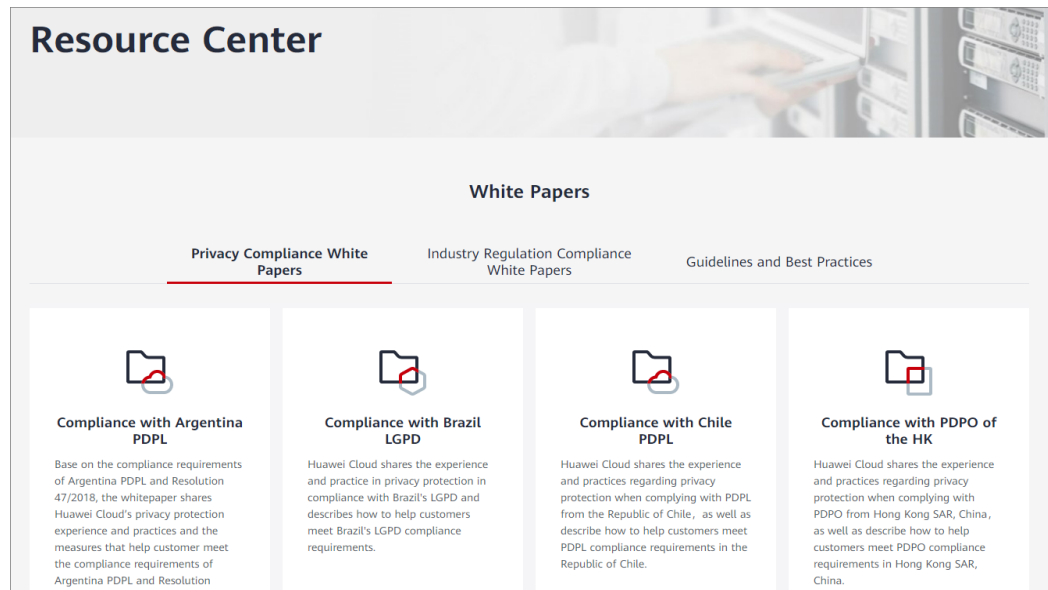 Resource Center
White Papers
Privacy Compliance White
Papers
Industry Regulation Compliance
White Papers
Guidelines and Best Practices
Compliance with Argentina
PDPL
Base on the compliance requirements
of Argentina PDPL and Resolution
47/2018, the whitepaper shares
Huawei Cloud's privacy protection
experience and practices and the
measures that help customer meet
the compliance requirements of
Argentina PDPL and Resolution
Compliance with Brazil
LGPD
Huawei Cloud shares the experience
and practice in privacy protection in
compliance with Brazil's LGPD and
describes how to help customers
meet Brazil's LGPD compliance
requirements.
Compliance with Chile
PDPL
Huawei Cloud shares the experience
and practices regarding privacy
protection when complying with PDPL
from the Republic of Chile，as well as
describe how to help customers meet
PDPL compliance requirements in the
Republic of Chile.
Compliance with PDPO of
the HK
Huawei Cloud shares the experience
and practices regarding privacy
protection when complying with
PDPO from Hong Kong SAR, China，
as well as describe how to help
customers meet PDPO compliance
requirements in Hong Kong SAR,
China.